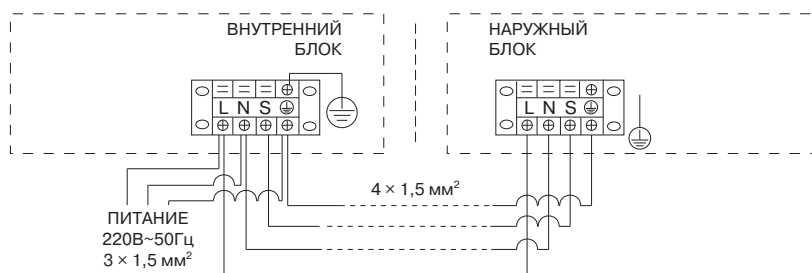 ВНУТРЕННИЙ
БЛОК
НАРУЖНЫЙ
БЛОК
L N S
L N S
4 × 1,5 мм²
ПИТАНИЕ
220В~50Гц
3 × 1,5 мм²